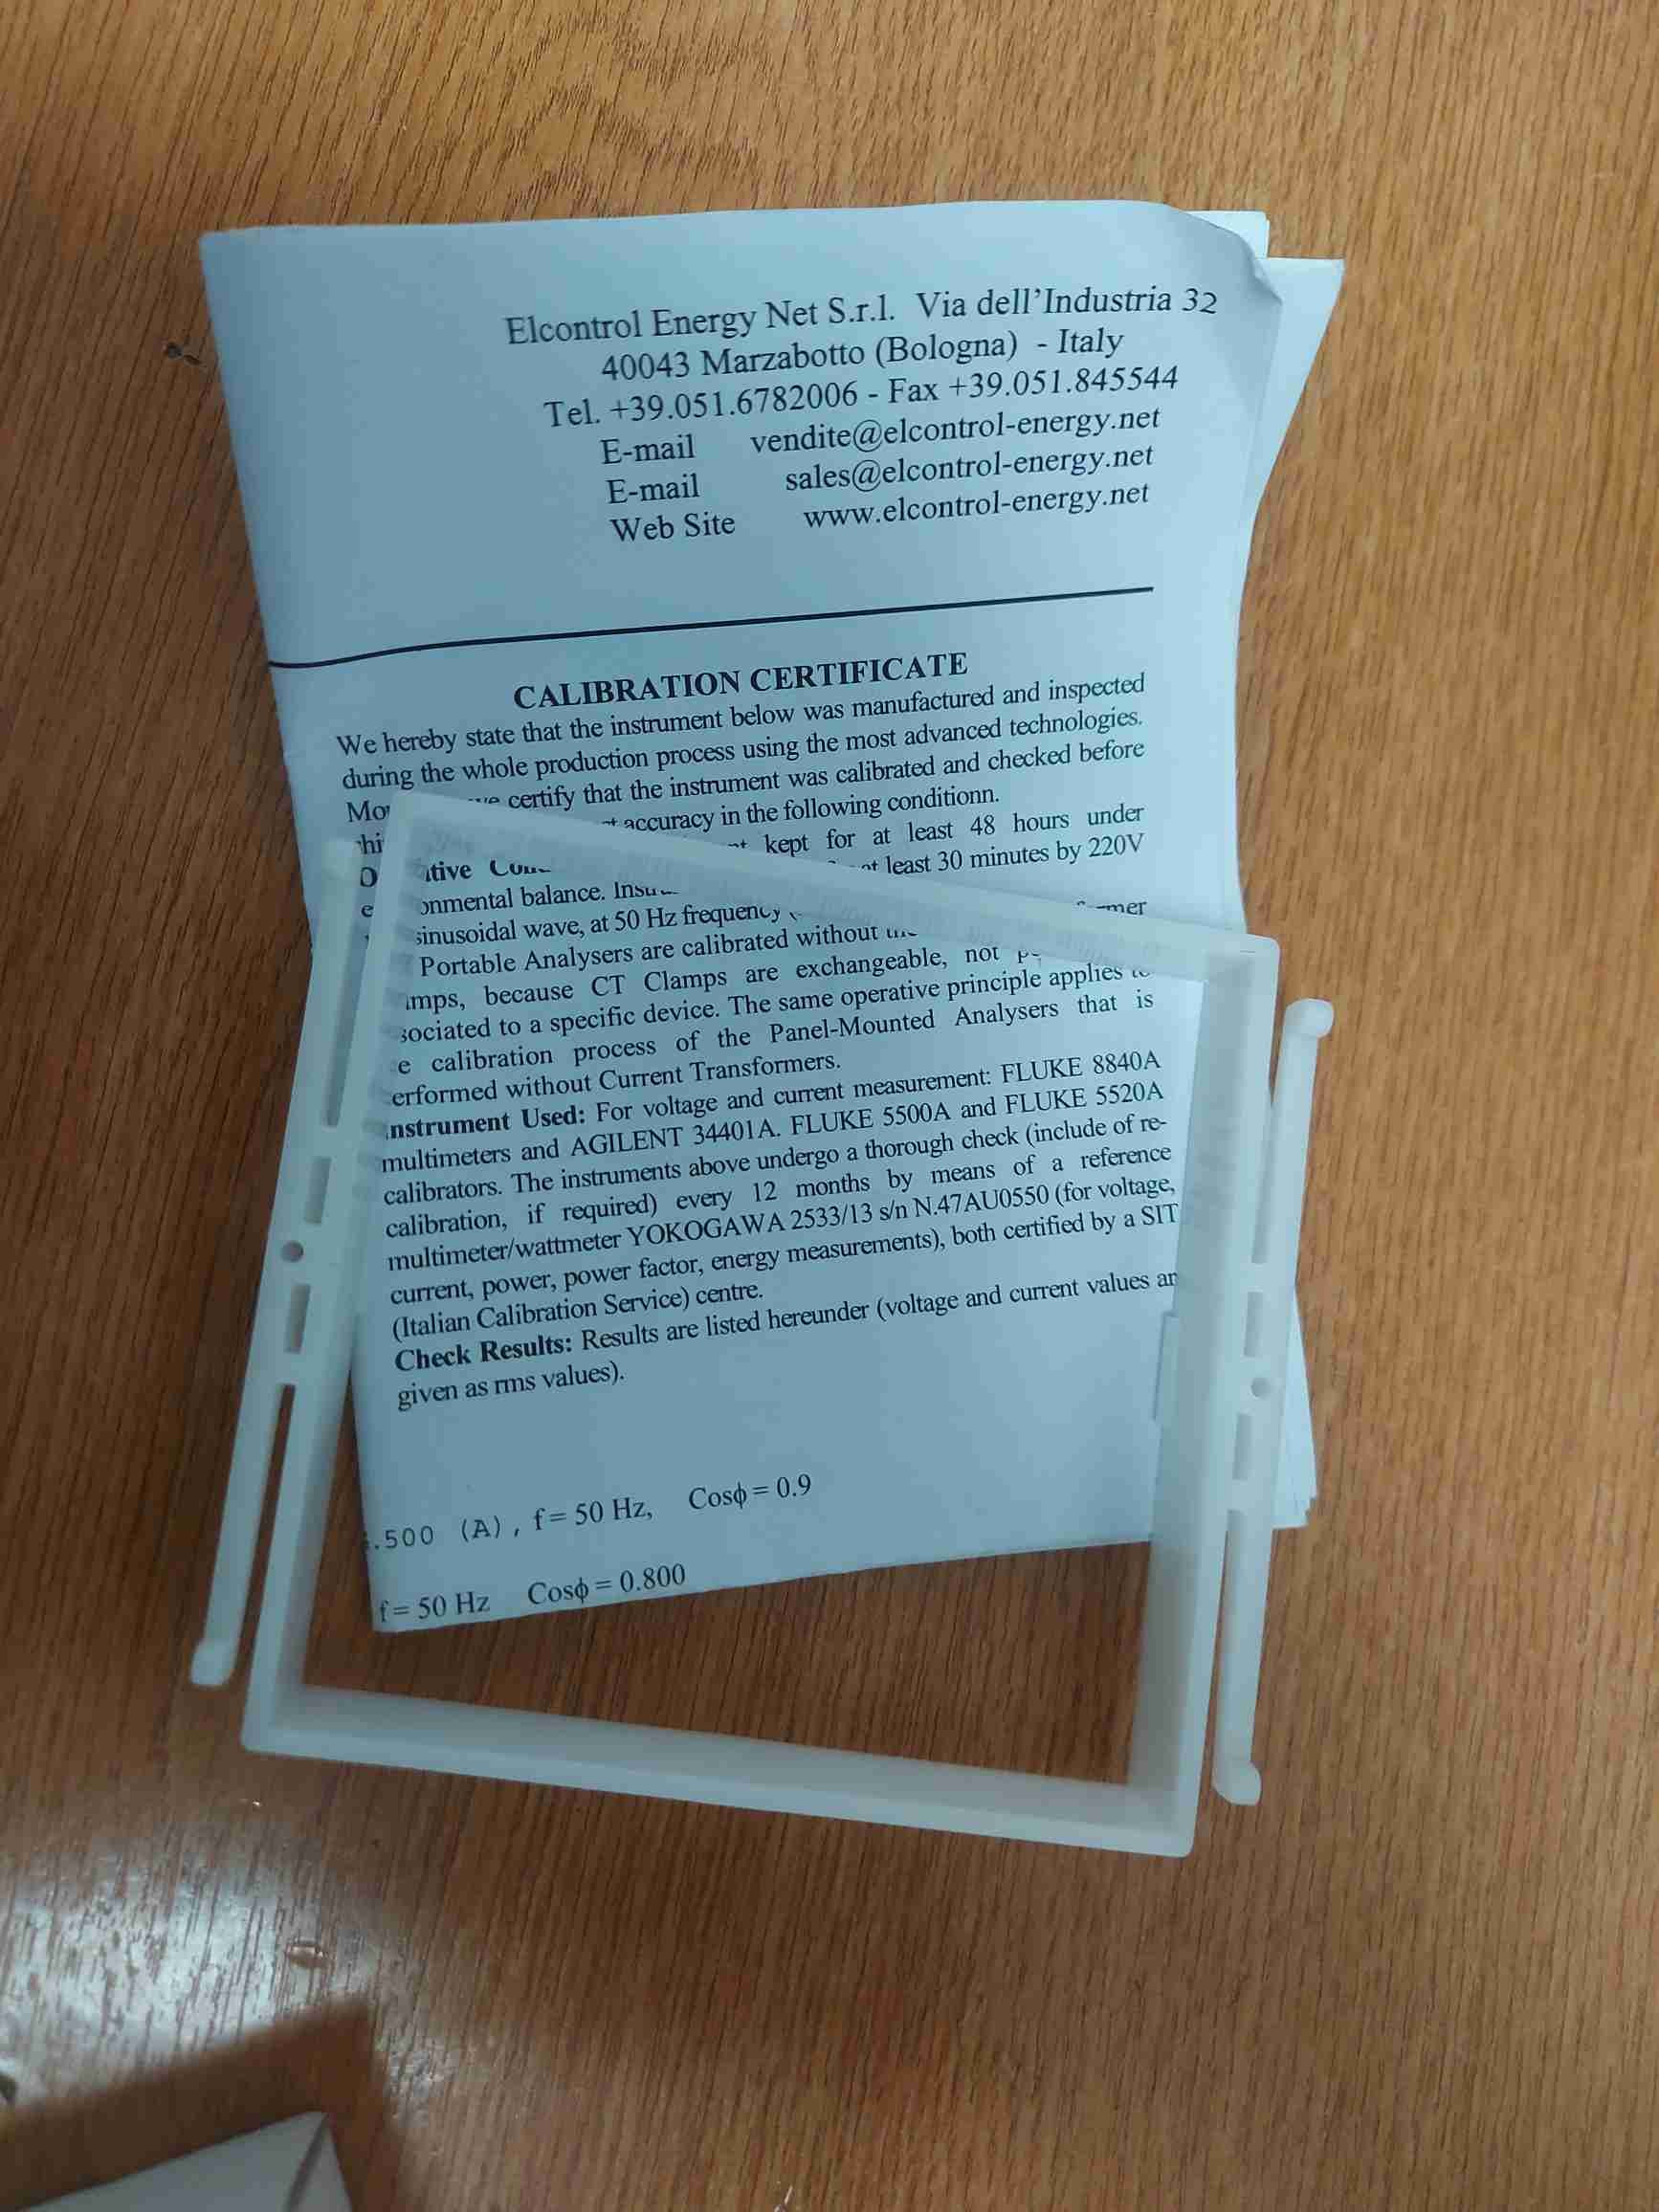 Elcontrol Energy Net S.r.l. Via dell'Industria 32
40043 Marzabotto (Bologna) - Italy
Tel. +39.051.6782006 - Fax +39.051.845544
E-mail vendite@elcontrol-energy.net
E-mail sales@elcontrol-energy.net
Web Site www.elcontrol-energy.net
CALIBRATION CERTIFICATE
We hereby state that the instrument below was manufactured and inspected
during the whole production process using the most advanced technologies.
certify that the instrument was calibrated and checked before
accuracy in the following conditionn.
kept for at least 48 hours under
balance. least 30 minutes by 220V
sinusoidal wave, at 50 Hz frequency
Portable Analysers are calibrated without
because CT Clamps are exchangeable, not
to a specific device. The same operative principle applies
calibration process of the Panel-Mounted Analysers that is
without Current Transformers.
Used: For voltage and current measurement: FLUKE 8840A
multimeters and AGILENT 34401A. FLUKE 5500A and FLUKE 5520A
calibrators. The instruments above undergo a thorough check (include of re-
calibration, if required) every 12 months by means of a reference
multimeter/wattmeter YOKOGAWA 2533/13 s/n N.47AU0550 (for voltage,
current, power, power factor, energy measurements), both certified by a SIT
(Italian Calibration Service) centre.
Check Results: Results are listed hereunder (voltage and current values
given as rms values).
.500 (A), f= 50 Hz, Cosϕ = 0.9
f= 50 Hz Cosϕ = 0.800